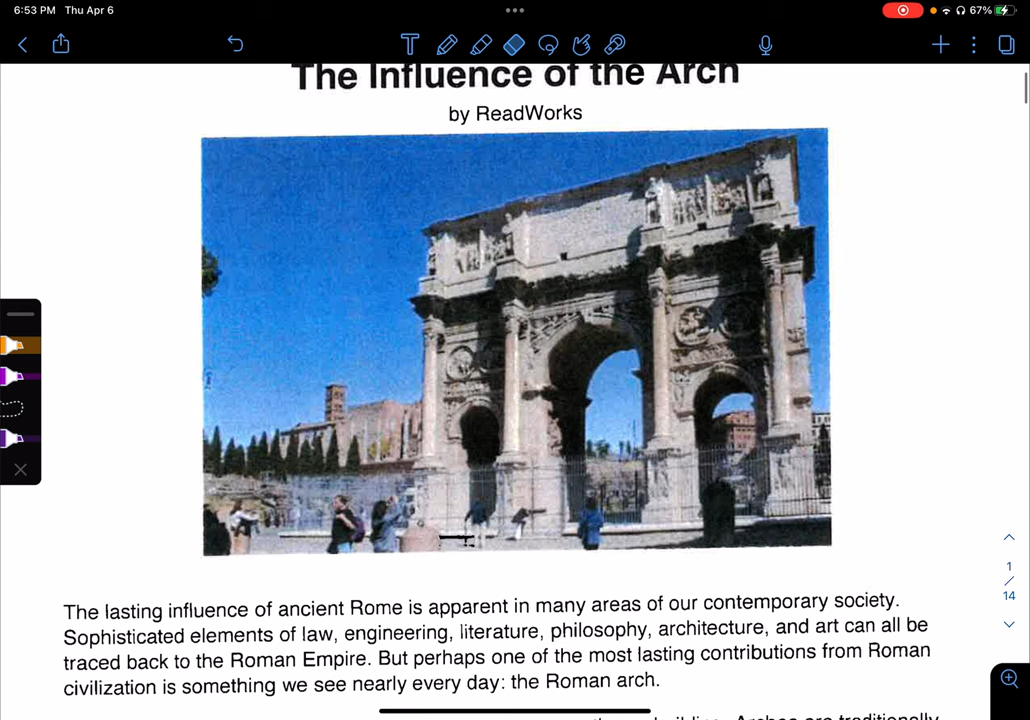 6:53 PM Thu Apr 6
67%
The Influence of the Arch
by ReadWorks
The lasting influence of ancient Rome is apparent in many areas of our contemporary society.
Sophisticated elements of law, engineering, literature, philosophy, architecture, and art can all be
traced back to the Roman Empire. But perhaps one of the most lasting contributions from Roman
civilization is something we see nearly every day: the Roman arch.
Arches are traditionally
1
/
14